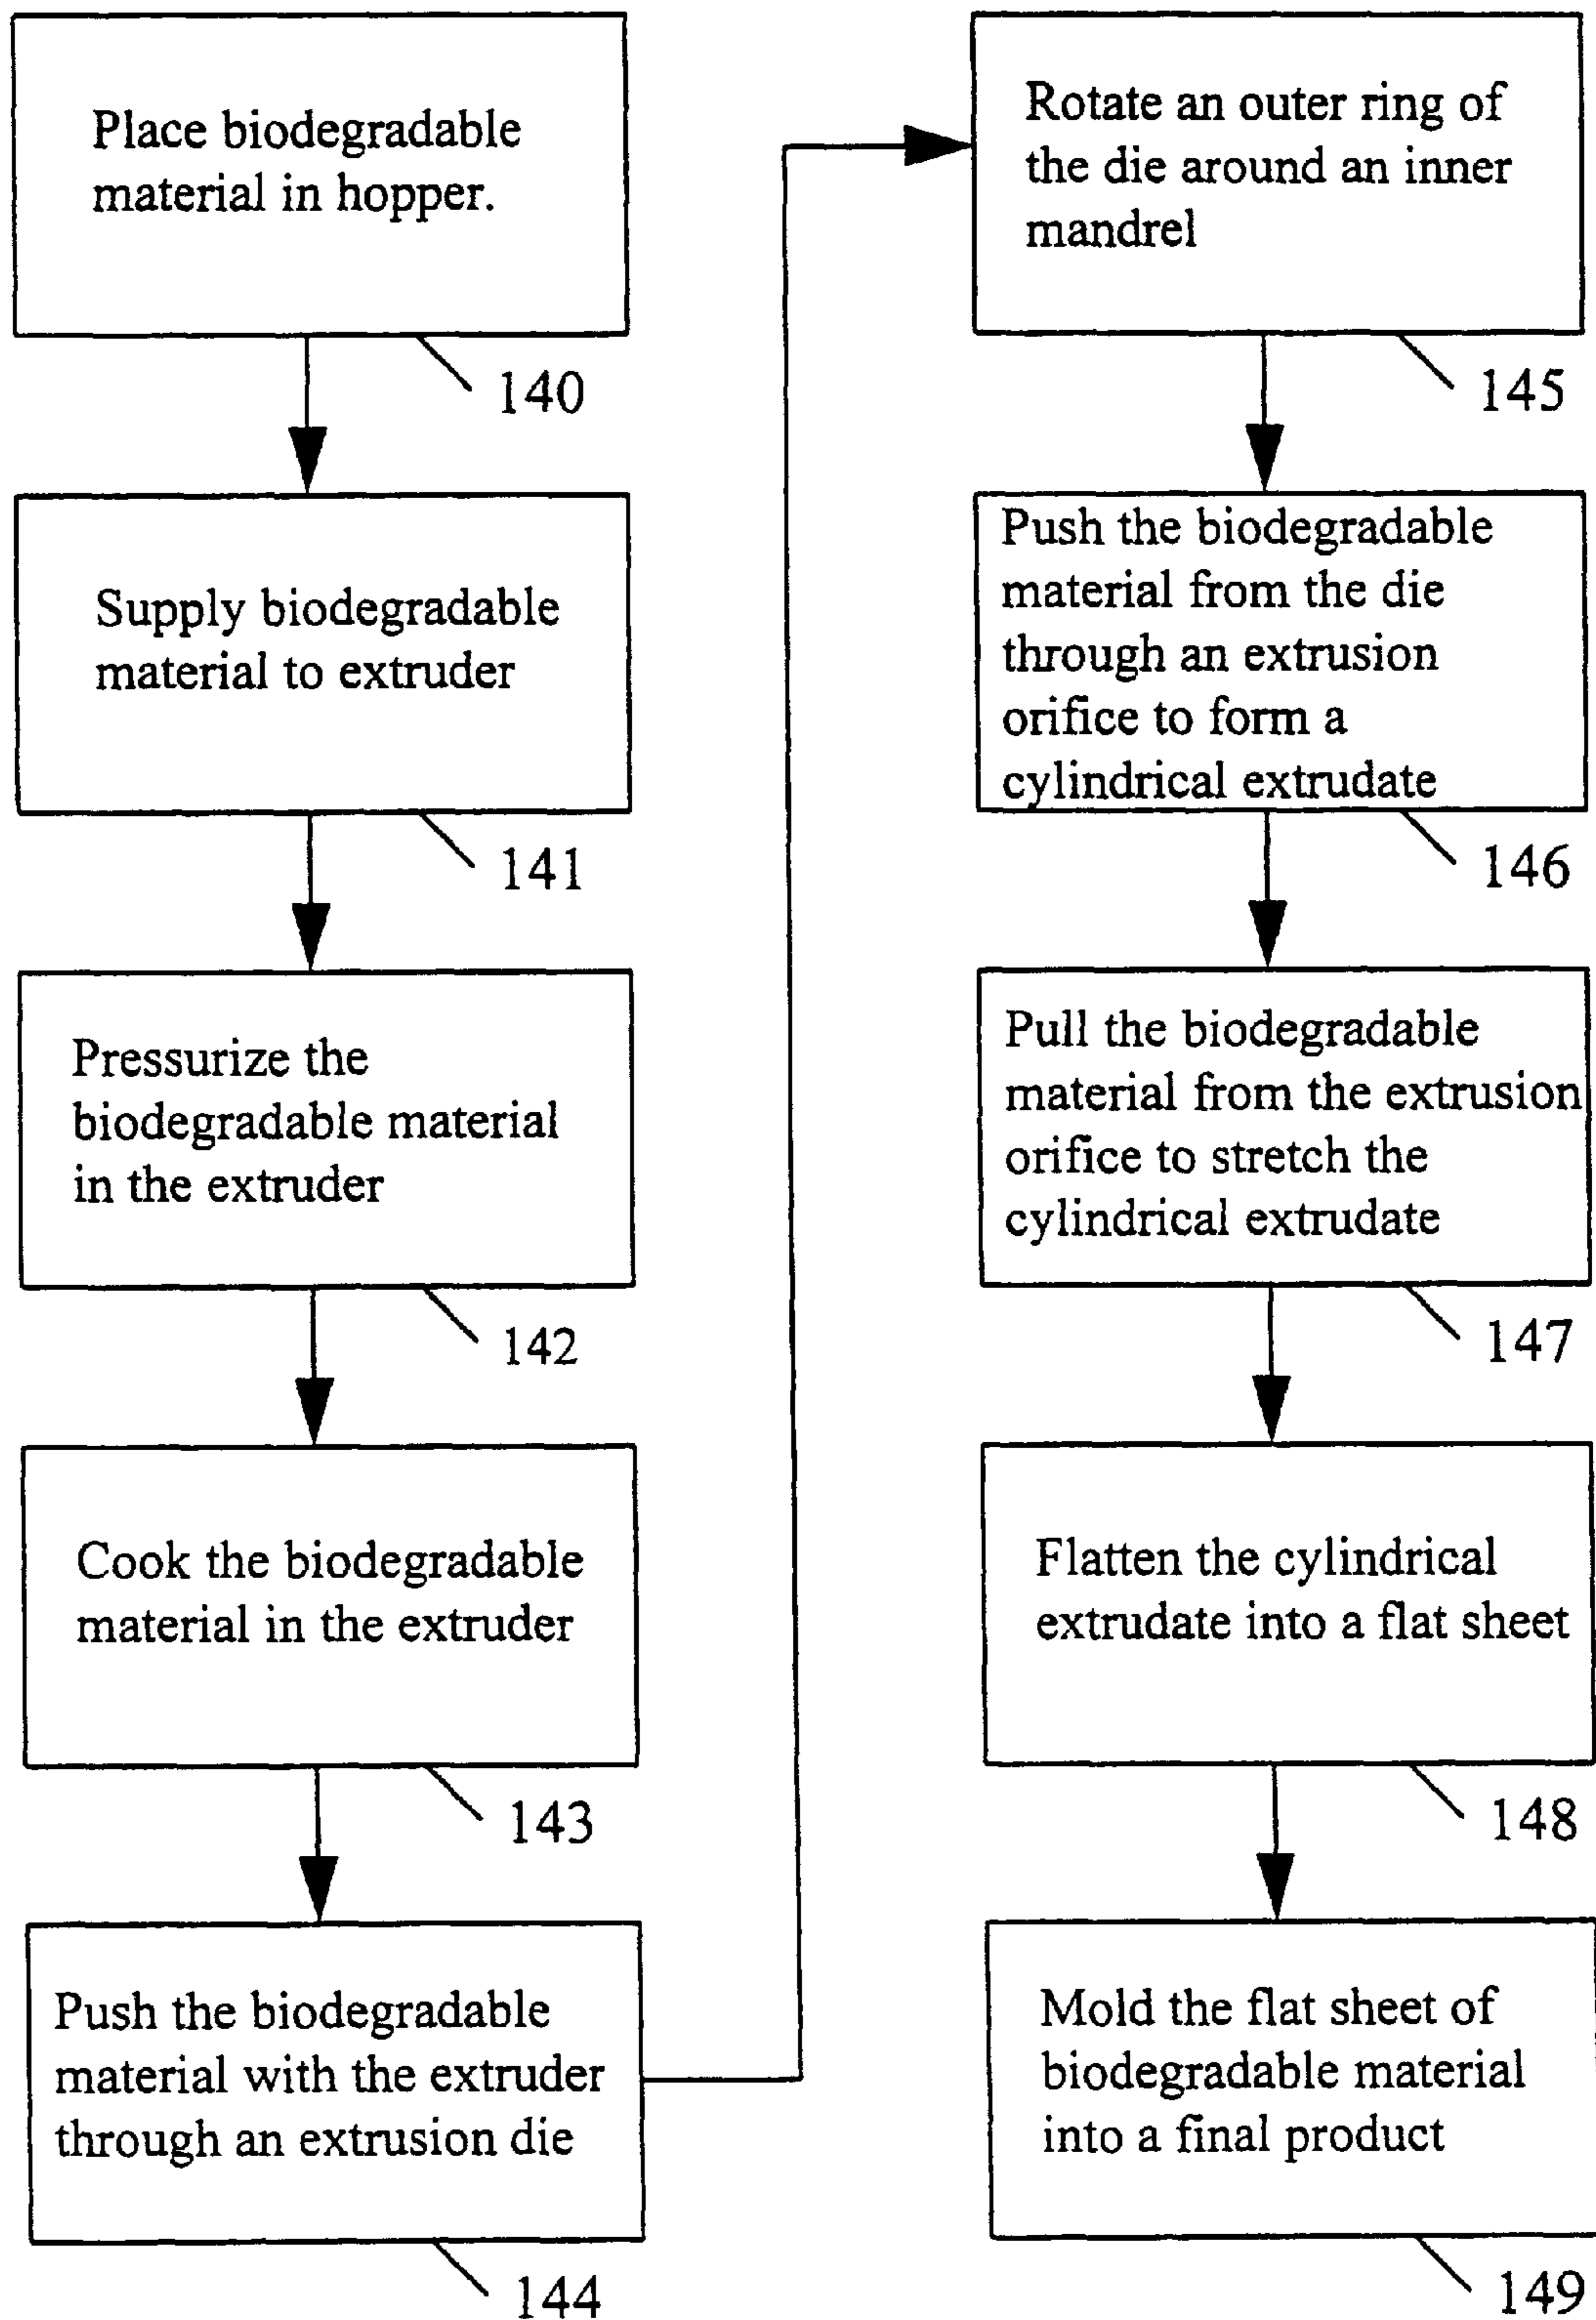 Place biodegradable
material in hopper.
140
Supply biodegradable
material to extruder
141
Pressurize the
biodegradable material
in the extruder
142
Cook the biodegradable
material in the extruder
143
Push the biodegradable
material with the extruder
through an extrusion die
144
Rotate an outer ring of
the die around an inner
mandrel
145
Push the biodegradable
material from the die
through an extrusion
orifice to form a
cylindrical extrudate
146
Pull the biodegradable
material from the extrusion
orifice to stretch the
cylindrical extrudate
147
Flatten the cylindrical
extrudate into a flat sheet
148
Mold the flat sheet of
biodegradable material
into a final product
149